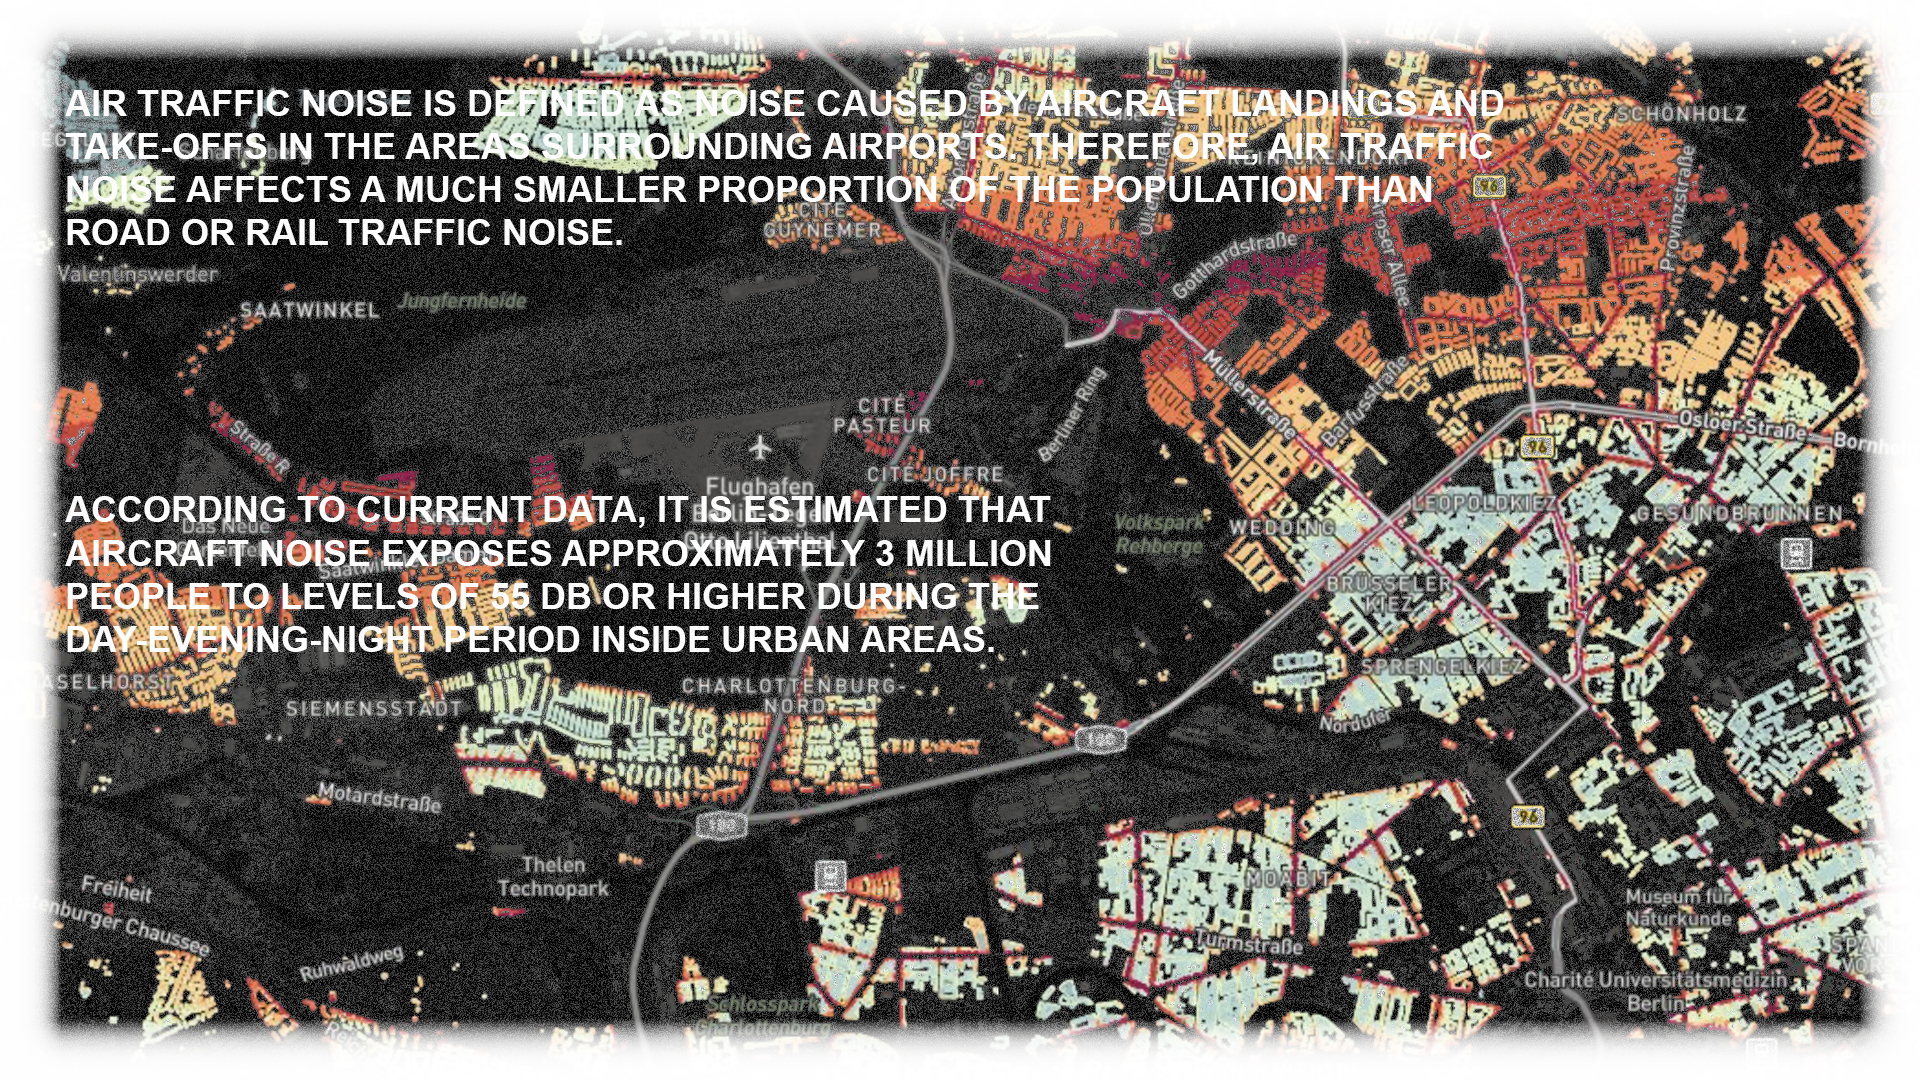 AIR TRAFFIC NOISE IS DEFINED AS NOISE CAUSED BY AIRCRAFT LANDINGS AND
TAKE-OFFS IN THE AREAS SURROUNDING AIRPORTS. THEREFORE, AIR TRAFFIC
NOISE AFFECTS A MUCH SMALLER PROPORTION OF THE POPULATION THAN
ROAD OR RAIL TRAFFIC NOISE.
ACCORDING TO CURRENT DATA, IT IS ESTIMATED THAT
AIRCRAFT NOISE EXPOSES APPROXIMATELY 3 MILLION
PEOPLE TO LEVELS OF 55 DB OR HIGHER DURING THE
DAY-EVENING-NIGHT PERIOD INSIDE URBAN AREAS.
SCHÖNHOLZ
96
Provinzstraße
CITÉ
GUYNEMER
Gotthardstraße
Valentinswerder
SAATWINKEL
Jungfernheide
Müllerstraße
Barfusstraße
Berliner Ring
CITÉ
PASTEUR
Straße R
CITÉ JOFFRE
Flughafen
Osloer Straße
96
LEOPOLDKIEZ
GESUNDBRUNNEN
Volkspark
Rehberge
WEDDING
BRÜSSELER
KIEZ
SPRENGELKIEZ
CHARLOTTENBURG-
NORD
SIEMENSSTADT
Nordufer
Motardstraße
100
96
Thelen
Technopark
MOABIT
Freiheit
Museum für
Naturkunde
Turmstraße
Ruhwaldweg
Charité Universitätsmedizin
Berlin
Schlosspark
Charlottenburg